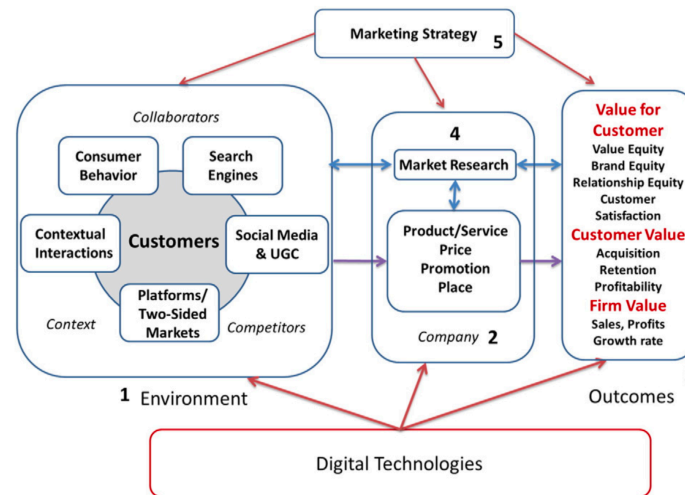 Marketing Strategy 5
Collaborators
Consumer
Behavior
Search
Engines
Contextual
Interactions
Customers
Social Media
& UGC
Platforms/
Two-Sided
Markets
Context
Competitors
1 Environment
4
Market Research
Product/Service
Price
Promotion
Place
Company 2
Value for
Customer
Value Equity
Brand Equity
Relationship Equity
Customer
Satisfaction
Customer Value
Acquisition
Retention
Profitability
Firm Value
Sales, Profits
Growth rate
Outcomes
Digital Technologies